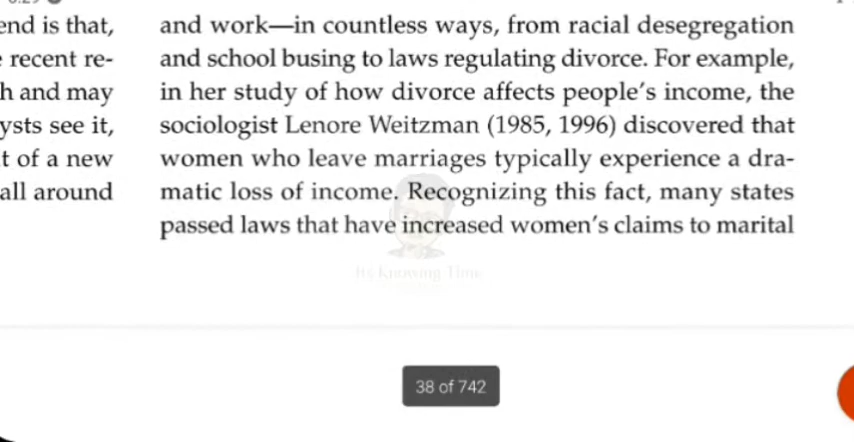 end is that,
recent re-
h and may
ysts see it,
t of a new
all around
and work—in countless ways, from racial desegregation
and school busing to laws regulating divorce. For example,
in her study of how divorce affects people's income, the
sociologist Lenore Weitzman (1985, 1996) discovered that
women who leave marriages typically experience a dra-
matic loss of income. Recognizing this fact, many states
passed laws that have increased women's claims to marital
Its Knowing Time
38 of 742